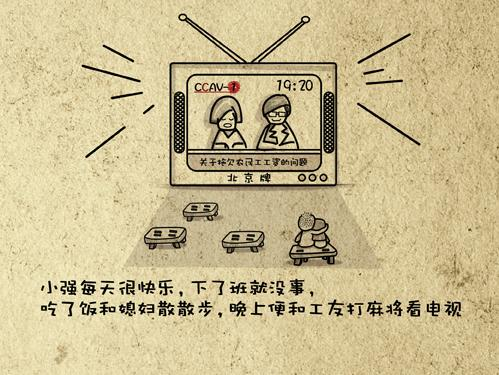 CCAV-1 19:20
关于拖欠农民工工资的问题
北京牌
小强每天很快乐，下了班就没事，
吃了饭和媳妇散散步，晚上便和工友打麻将看电视